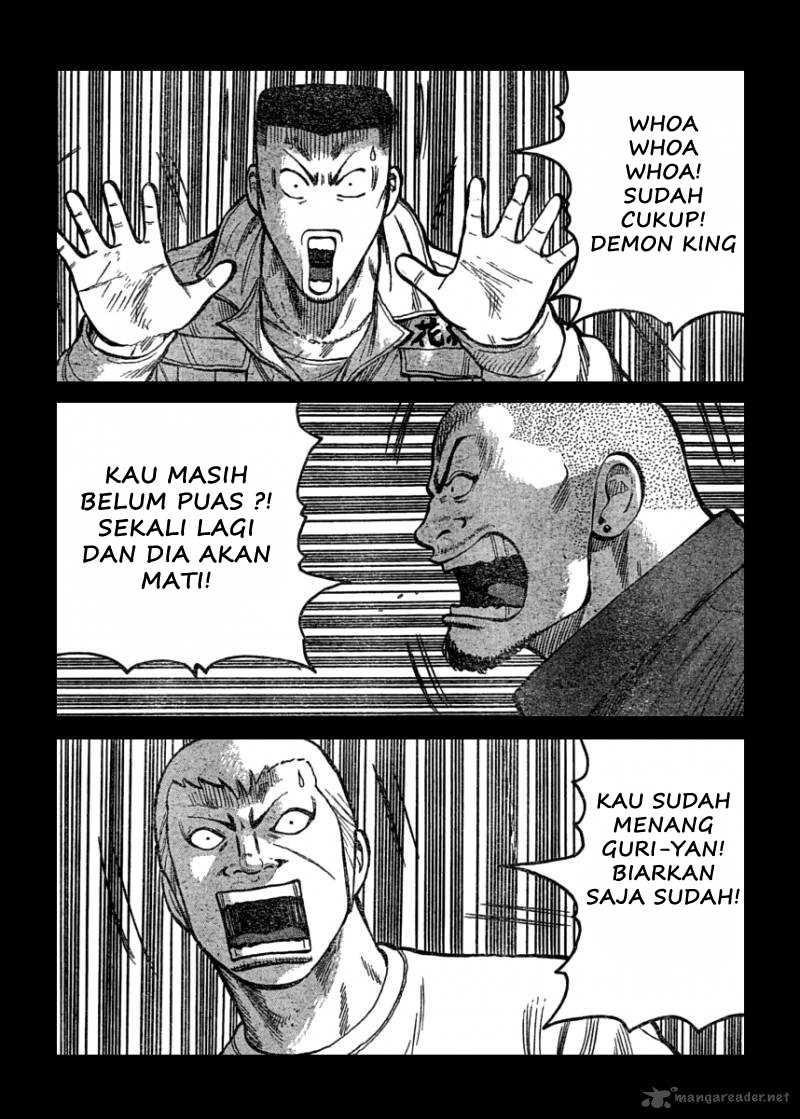 WHOA
WHOA
WHOA!
SUDAH
CUKUP!
DEMON KING
花
KAU MASIH
BELUM PUAS ?!
SEKALI LAGI
DAN DIA AKAN
MATI!
KAU SUDAH
MENANG
GURI-YAN!
BIARKAN
SAJA SUDAH!
mangareader.net